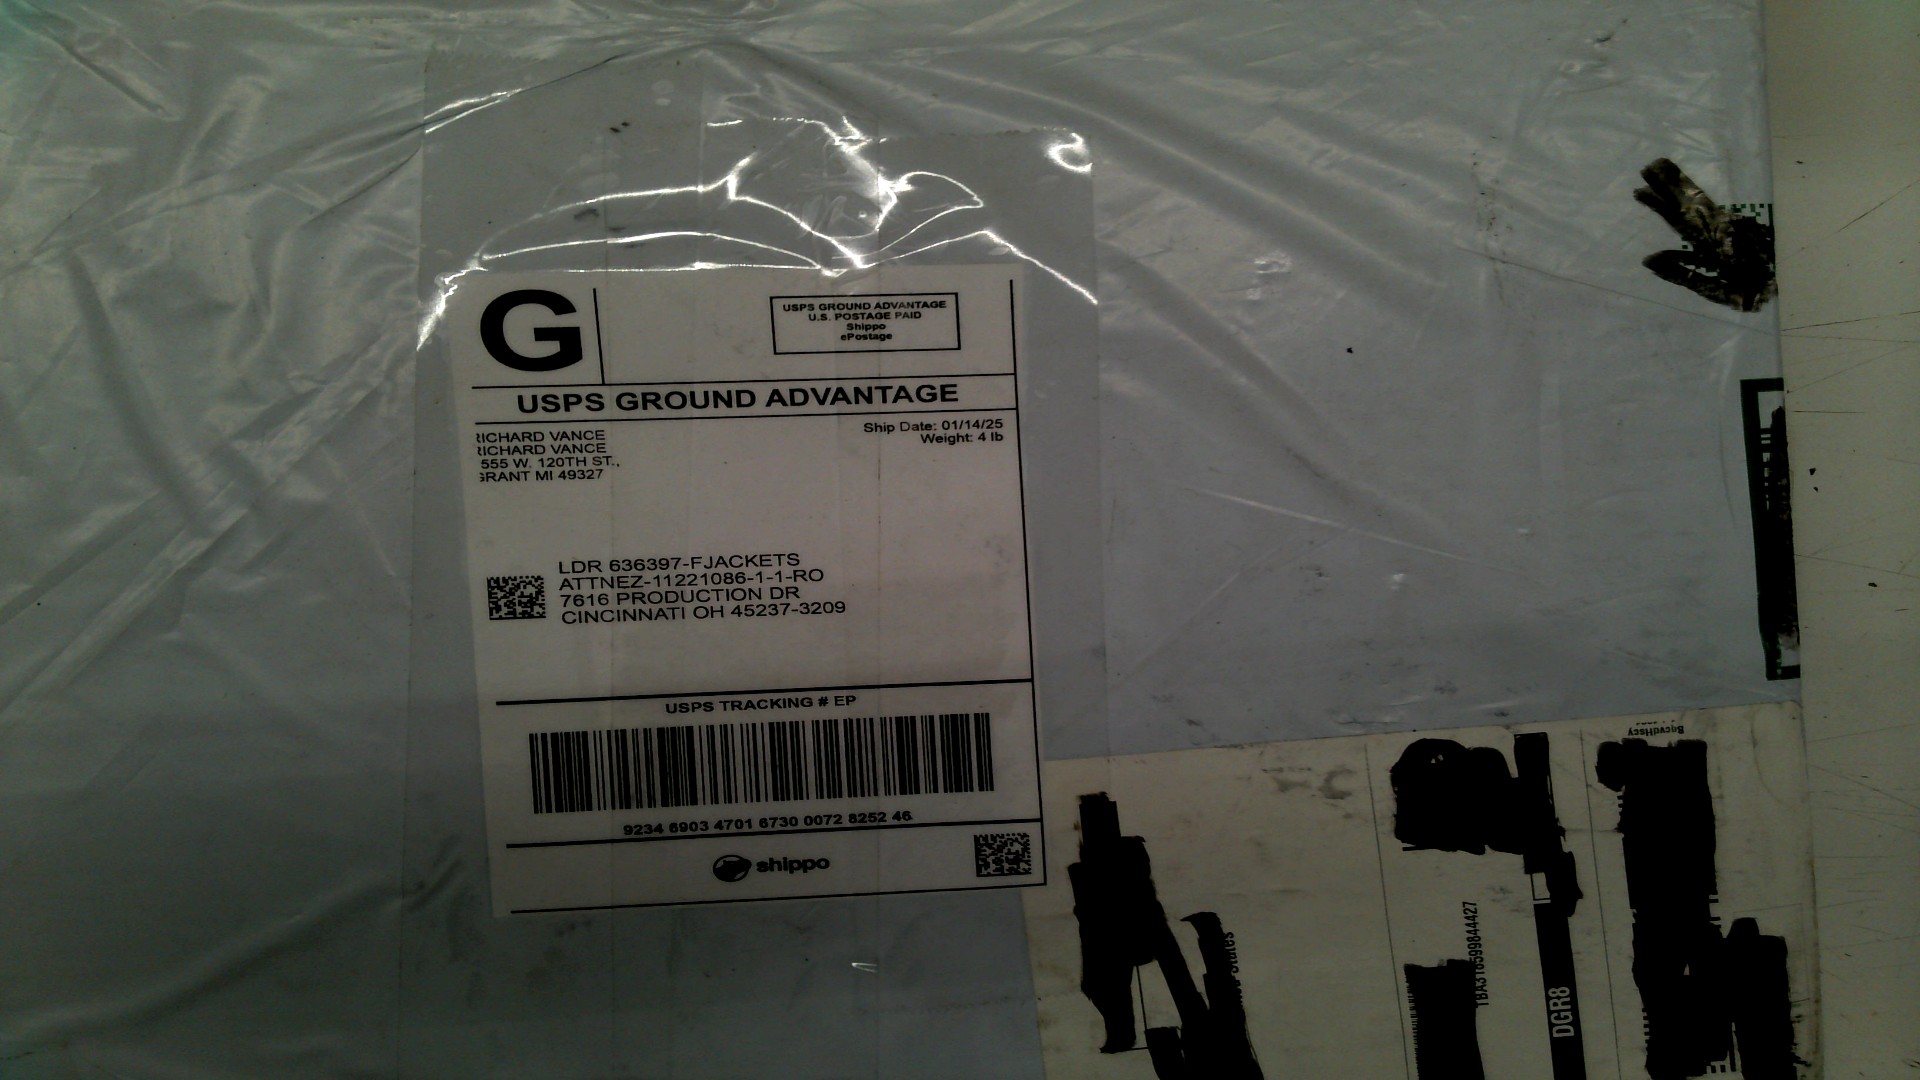 G
USPS GROUND ADVANTAGE
U.S. POSTAGE PAID
Shippo
ePostage
USPS GROUND ADVANTAGE
RICHARD VANCE
RICHARD VANCE
555 W. 120TH ST.,
GRANT MI 49327
Ship Date: 01/14/25
Weight: 4 lb
LDR 636397-FJACKETS
ATTNEZ-11221086-1-1-RO
7616 PRODUCTION DR
CINCINNATI OH 45237-3209
USPS TRACKING # EP
9234 6903 4701 6730 0072 8252 46
shippo
BqcvdHscy
DGR8